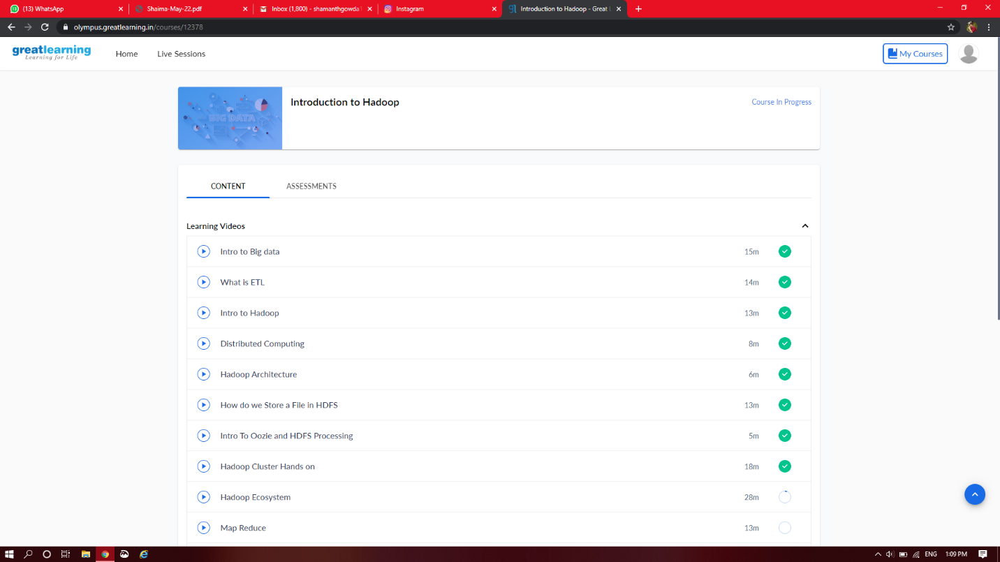 (13) WhatsApp
Shaima-May-22.pdf
Inbox (1,800) - shamanthgowda
Instagram
Introduction to Hadoop - Great
olympus.greatlearning.in/courses/12378
greatlearning
Learning for Life
Home
Live Sessions
My Courses
BIG DATA
Introduction to Hadoop
Course In Progress
CONTENT
ASSESSMENTS
Learning Videos
Intro to Big data 15m
What is ETL 14m
Intro to Hadoop 13m
Distributed Computing 8m
Hadoop Architecture 6m
How do we Store a File in HDFS 13m
Intro To Oozie and HDFS Processing 5m
Hadoop Cluster Hands on 18m
Hadoop Ecosystem 28m
Map Reduce 13m
ENG
1:09 PM